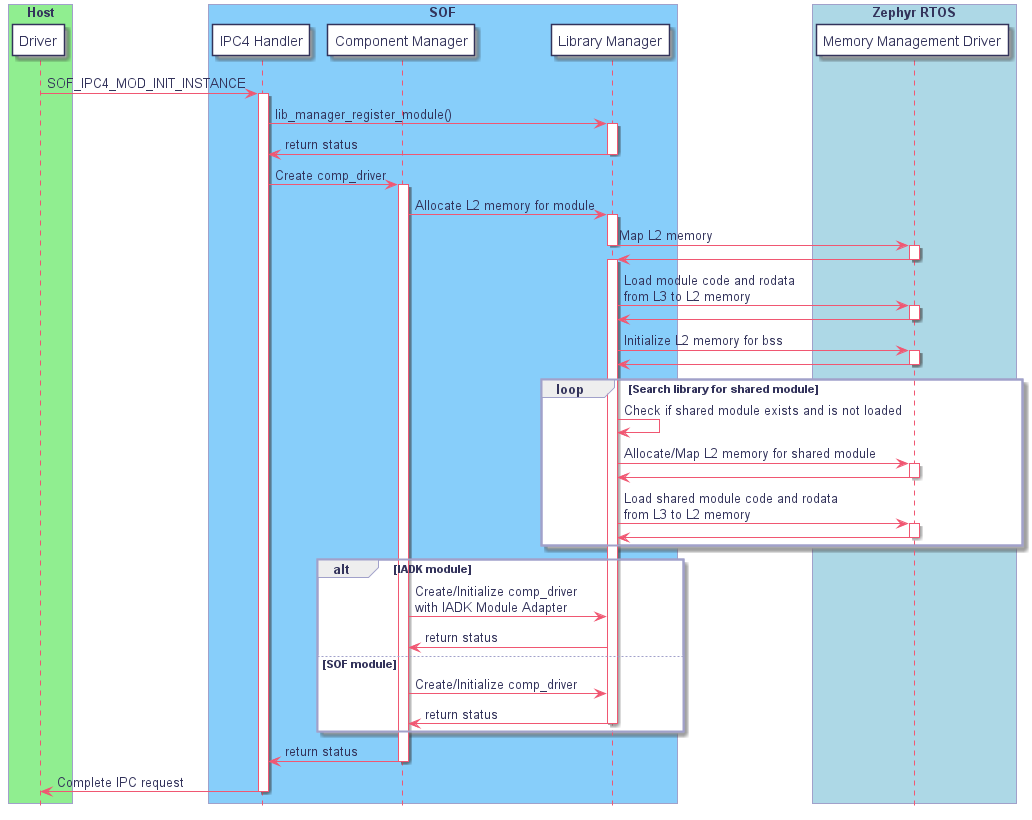 Host
SOF
Zephyr RTOS
Driver
IPC4 Handler
Component Manager
Library Manager
Memory Management Driver
SOF_IPC4_MOD_INIT_INSTANCE
lib_manager_register_module()
return status
Create comp_driver
Allocate L2 memory for module
Map L2 memory
Load module code and rodata
from L3 to L2 memory
Initialize L2 memory for bss
loop
[Search library for shared module]
Check if shared module exists and is not loaded
Allocate/Map L2 memory for shared module
Load shared module code and rodata
from L3 to L2 memory
alt
[IADK module]
Create/Initialize comp_driver
with IADK Module Adapter
return status
[SOF module]
Create/Initialize comp_driver
return status
return status
Complete IPC request